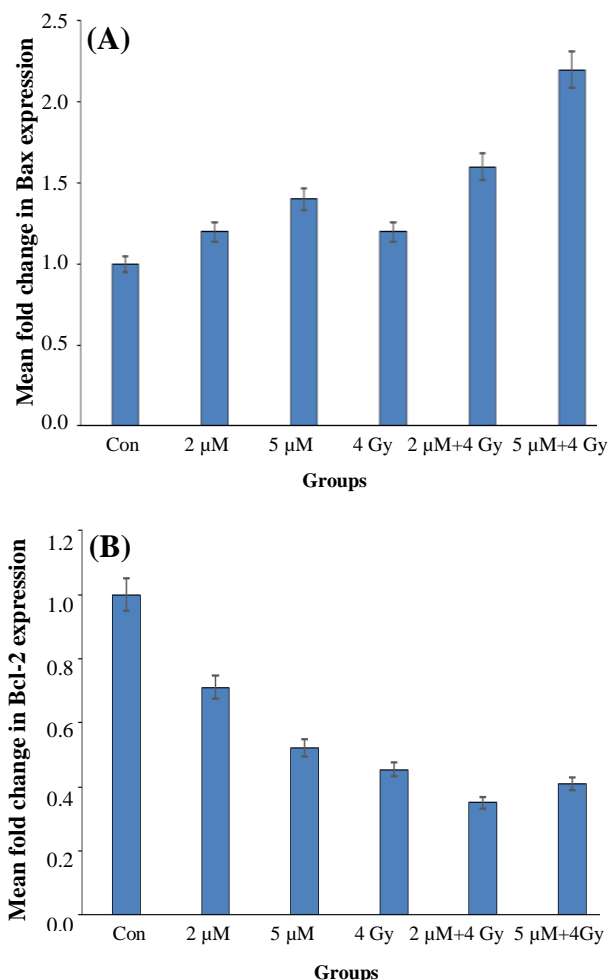 (A)
Mean fold change in Bax expression
2.5
2.0
1.5
1.0
0.5
0.0
Con 2 µM 5 µM 4 Gy 2 µM+4 Gy 5 µM+4 Gy
Groups
(B)
Mean fold change in Bcl-2 expression
1.2
1.0
0.8
0.6
0.4
0.2
0.0
Con 2 µM 5 µM 4 Gy 2 µM+4 Gy 5 µM+4Gy
Groups